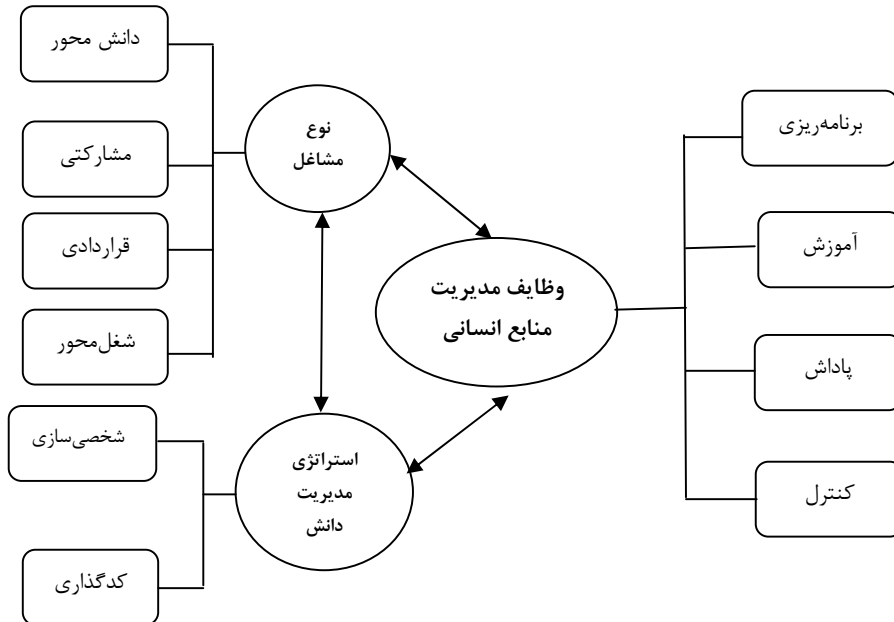 دانش محور
مشارکتی
قراردادی
شغل‌محور
نوع
مشاغل
وظایف مدیریت
منابع انسانی
برنامه‌ریزی
آموزش
پاداش
کنترل
استراتژی
مدیریت
دانش
شخصی‌سازی
کدگذاری